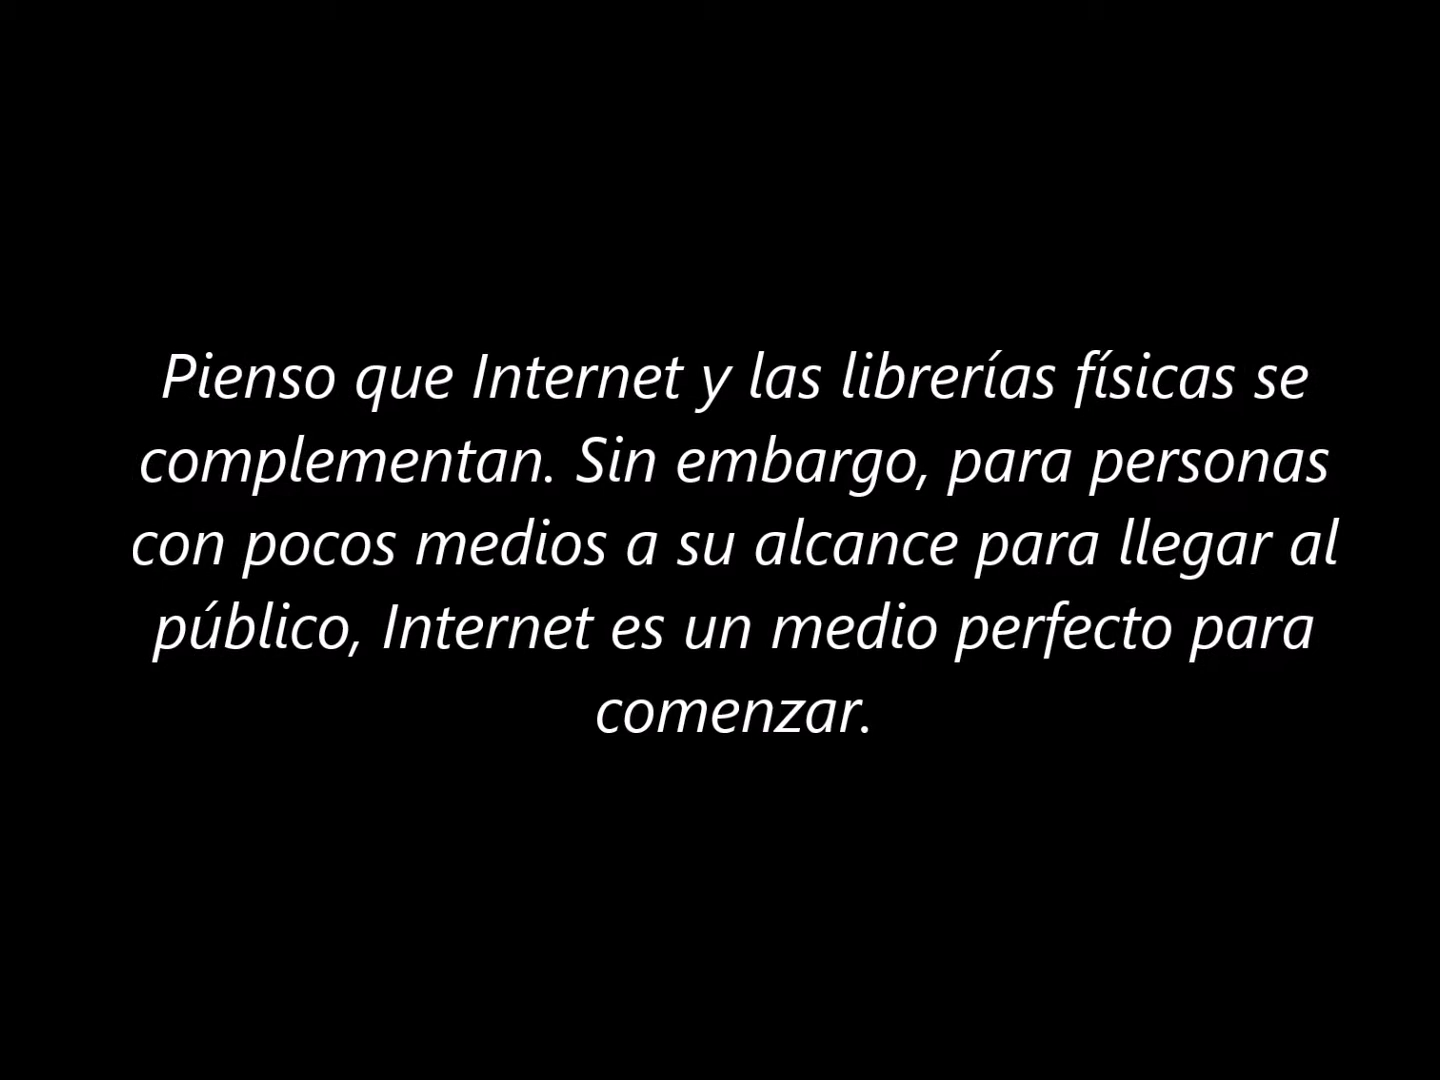 Pienso que Internet y las librerías físicas se
complementan. Sin embargo, para personas
con pocos medios a su alcance para llegar al
público, Internet es un medio perfecto para
comenzar.